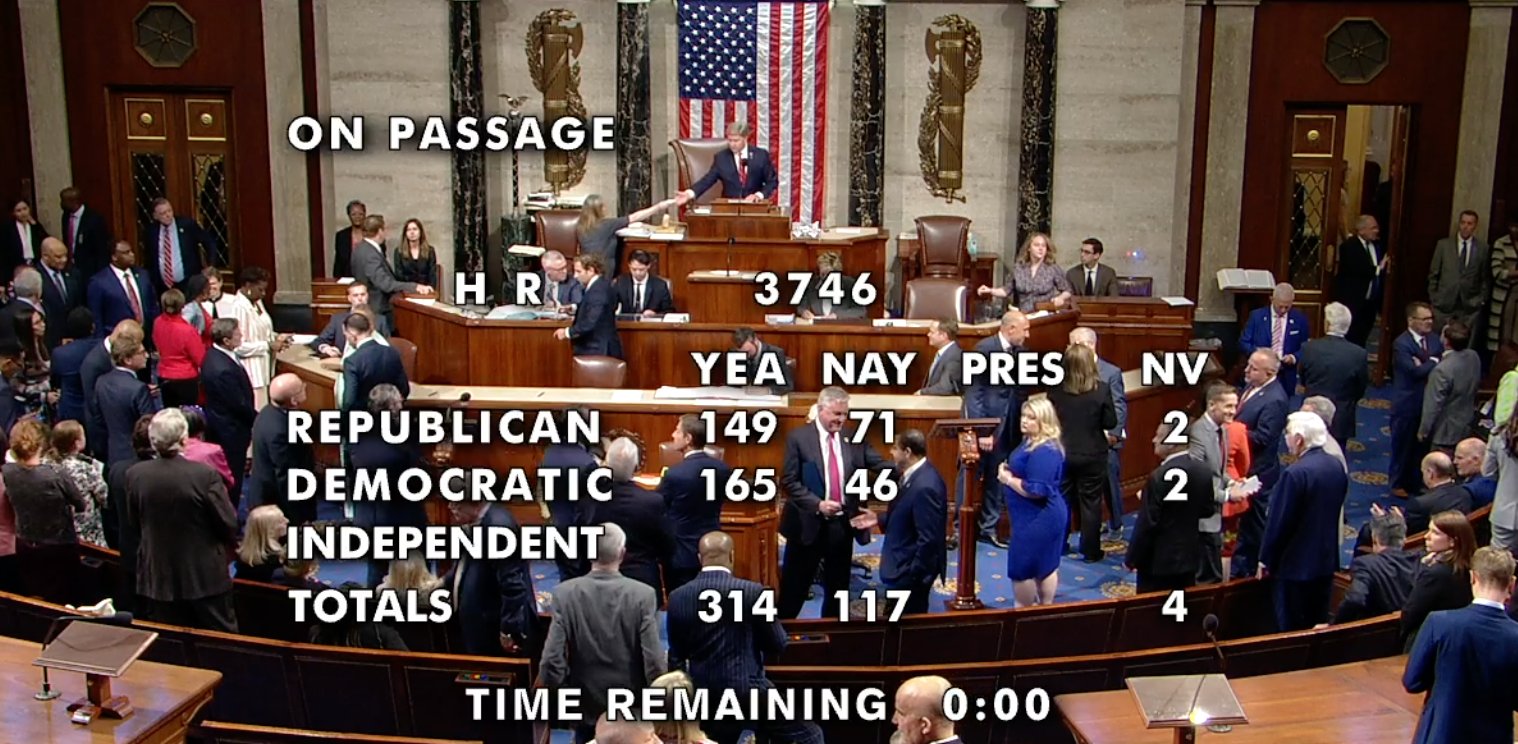 ON PASSAGE
H R 3746
YEA NAY PRES NV
REPUBLICAN 149 71 2
DEMOCRATIC 165 46 2
INDEPENDENT
TOTALS 314 117 4
TIME REMAINING 0:00